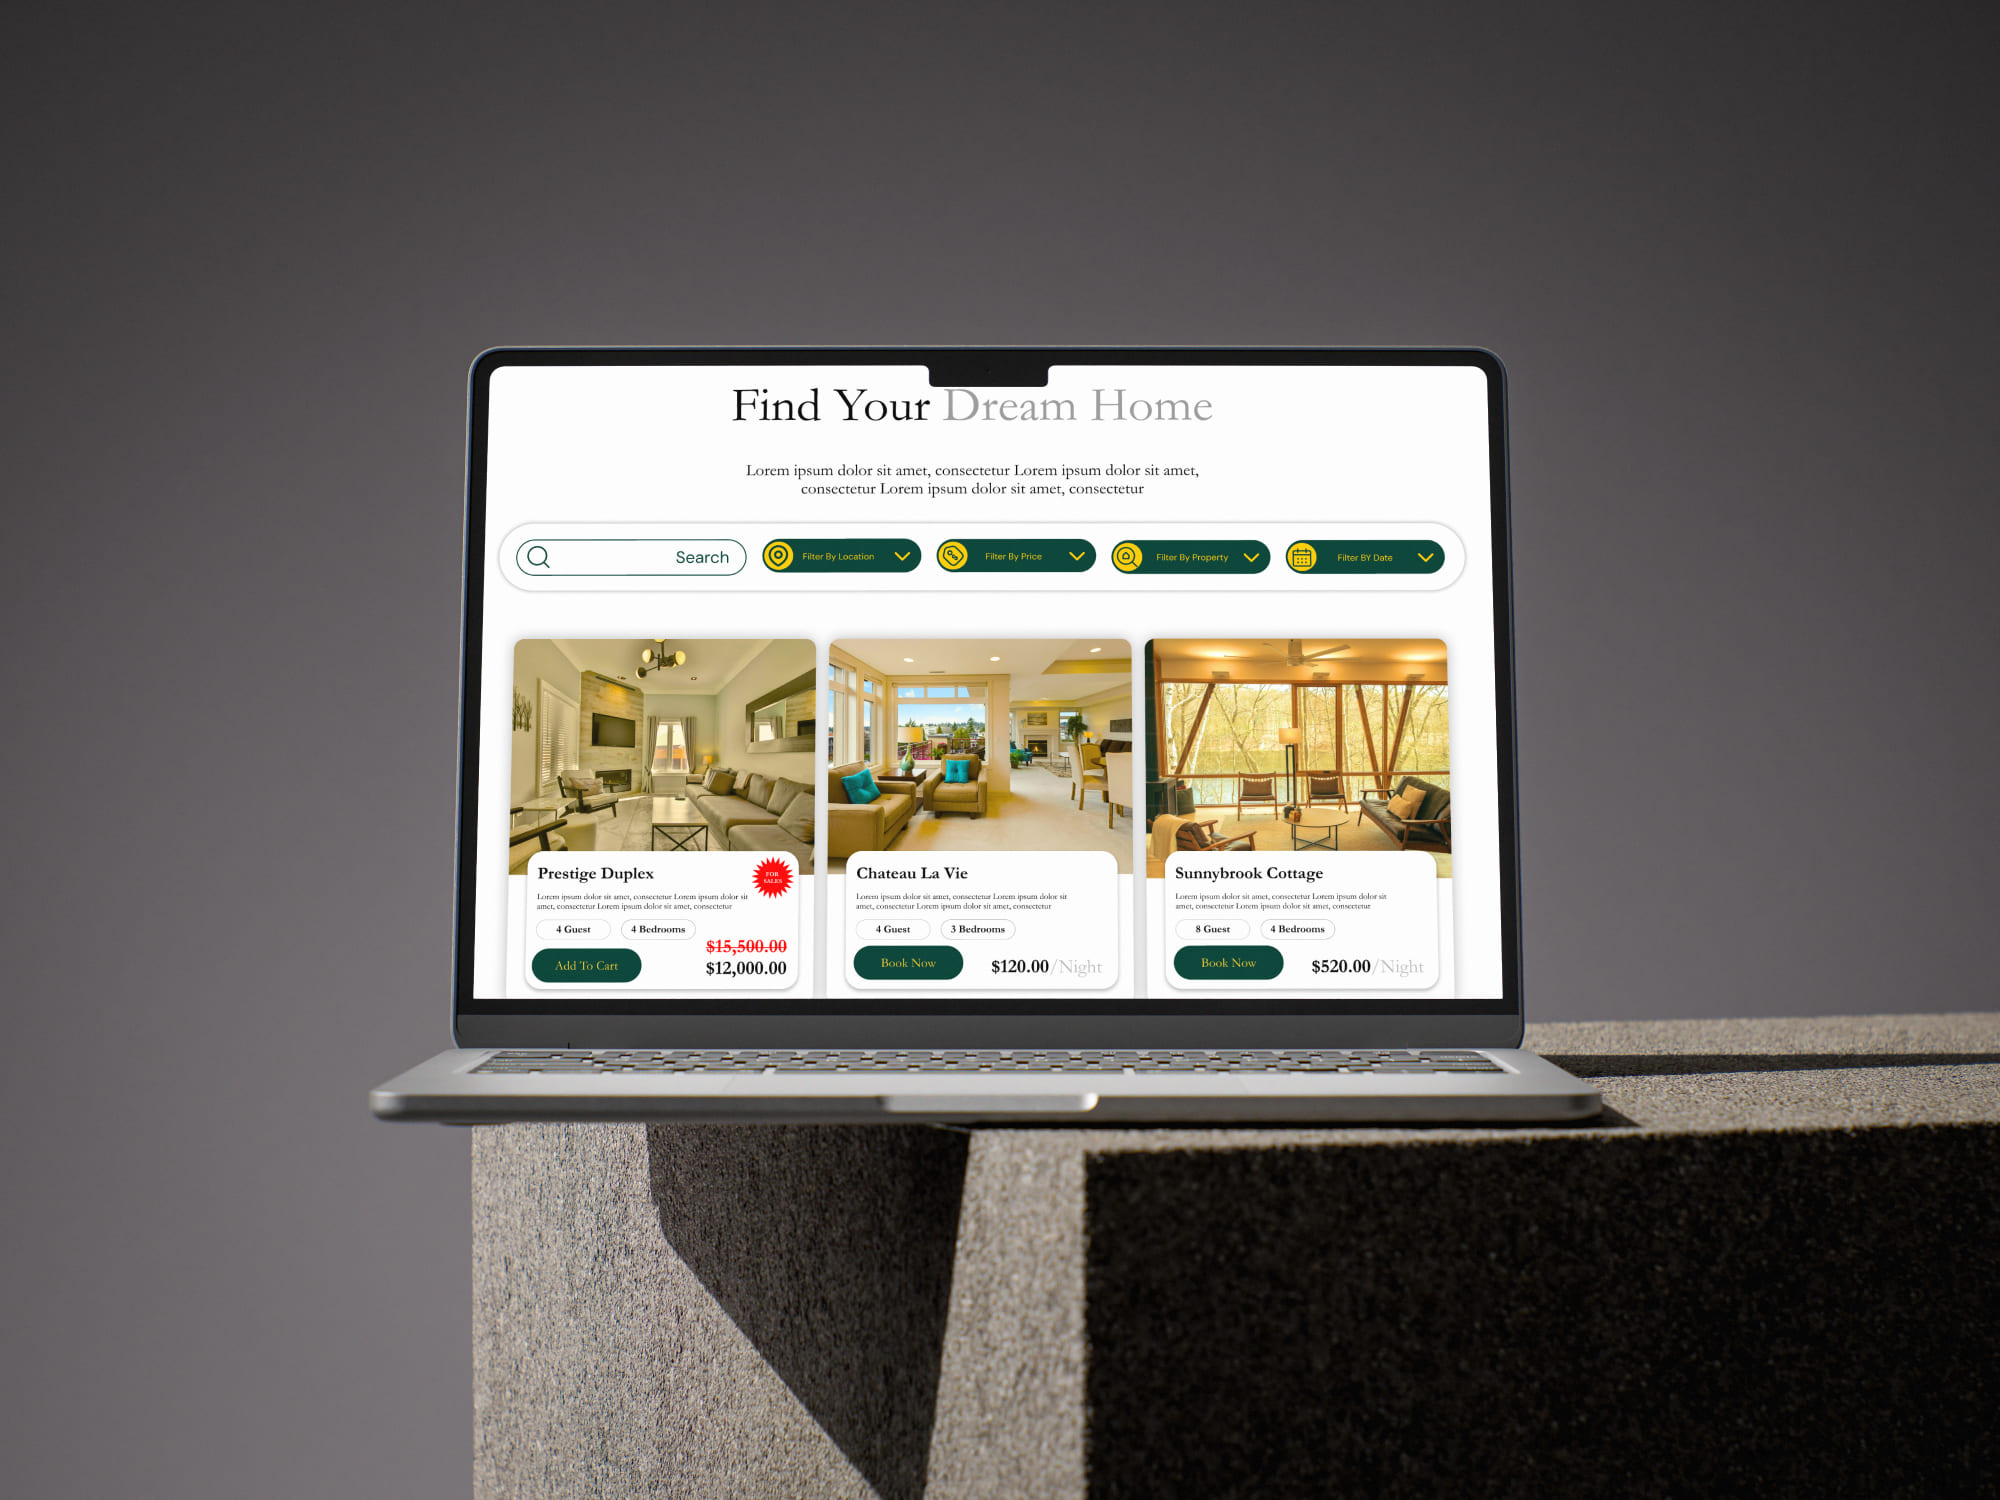 Find Your Dream Home
Lorem ipsum dolor sit amet, consectetur Lorem ipsum dolor sit amet,
consectetur Lorem ipsum dolor sit amet, consectetur
Search
Filter By Location
Filter By Price
Filter By Property
Filter BY Date
Prestige Duplex
FOR
SALES
Lorem ipsum dolor sit amet, consectetur Lorem ipsum dolor sit
amet, consectetur Lorem ipsum dolor sit amet, consectetur
4 Guest
4 Bedrooms
$15,500.00
Add To Cart
$12,000.00
Chateau La Vie
Lorem ipsum dolor sit amet, consectetur Lorem ipsum dolor sit
amet, consectetur Lorem ipsum dolor sit amet, consectetur
4 Guest
3 Bedrooms
Book Now
$120.00/Night
Sunnybrook Cottage
Lorem ipsum dolor sit amet, consectetur Lorem ipsum dolor sit
amet, consectetur Lorem ipsum dolor sit amet, consectetur
8 Guest
4 Bedrooms
Book Now
$520.00/Night